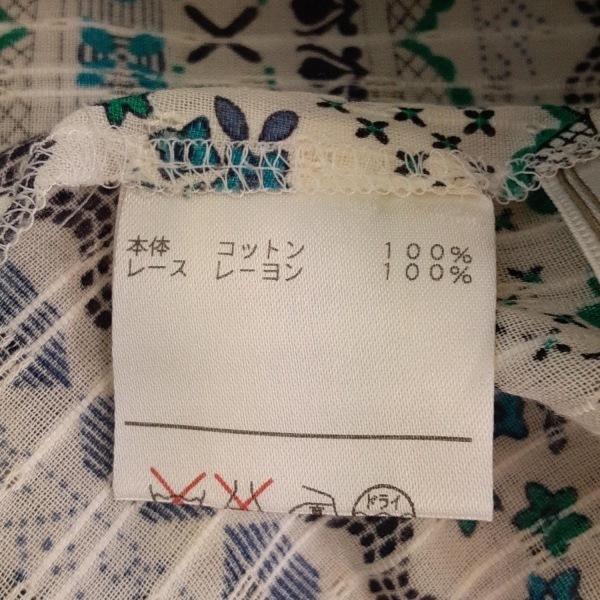 本体 コットン 100%
レース レーヨン 100%
ドライ